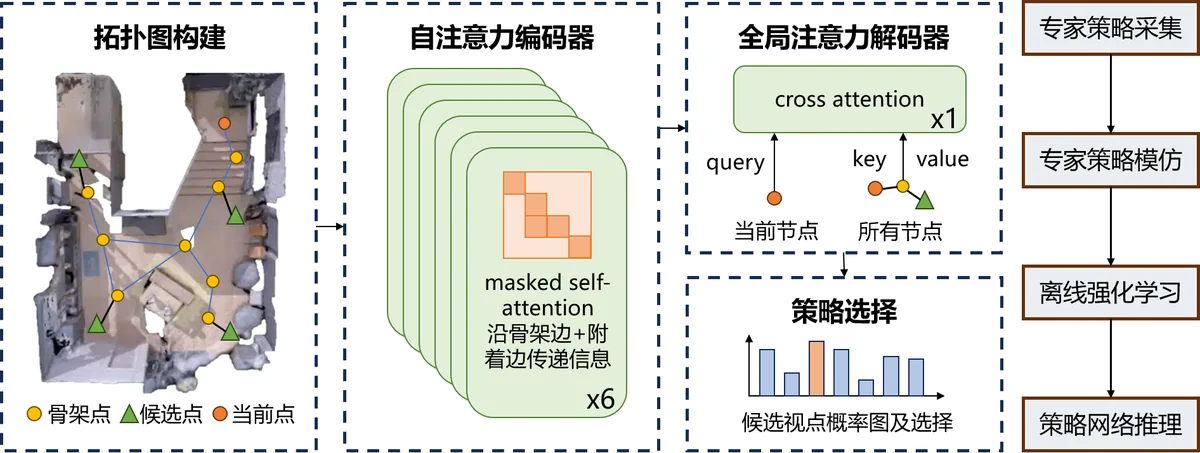 拓扑图构建
骨架点
候选点
当前点
自注意力编码器
masked self-
attention
沿骨架边+附
着边传递信息
x6
全局注意力解码器
cross attention
x1
query
key
value
当前节点
所有节点
策略选择
候选视点概率图及选择
专家策略采集
专家策略模仿
离线强化学习
策略网络推理